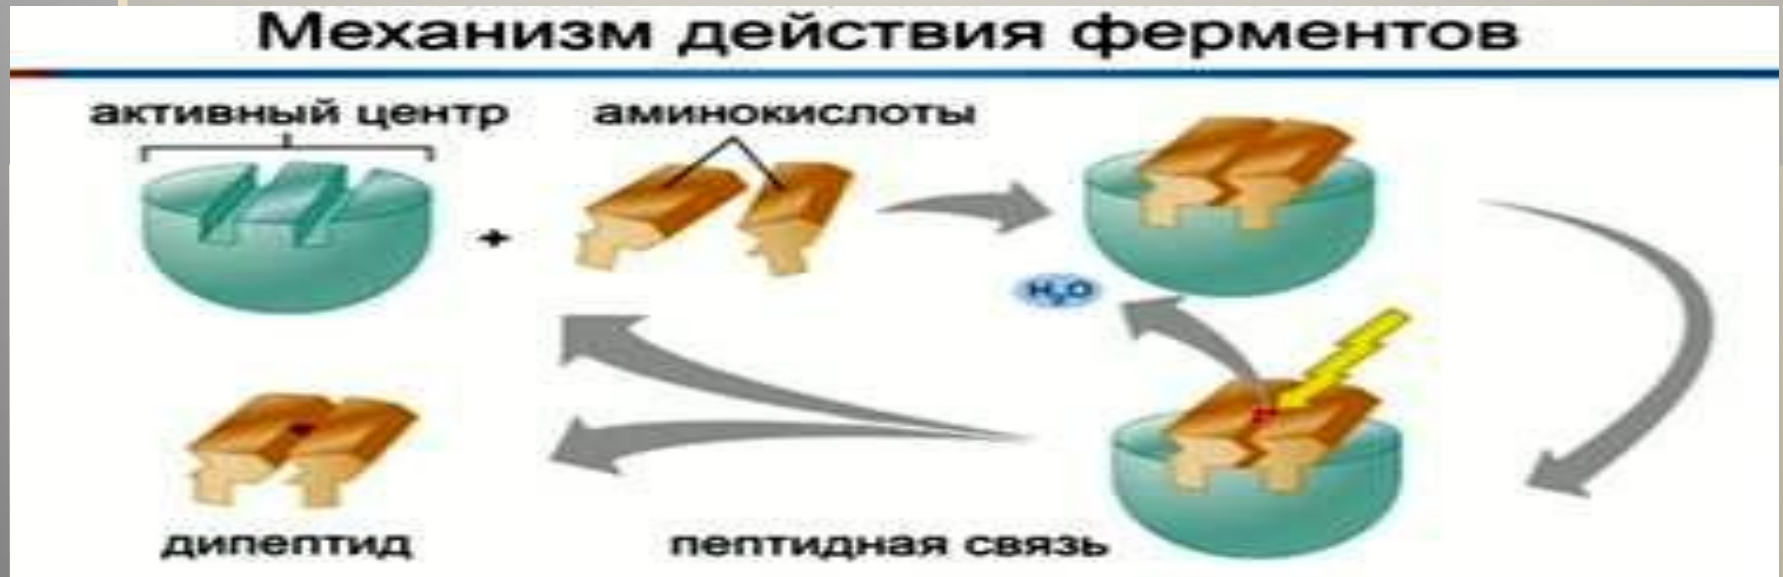 Механизм действия ферментов
активный центр
аминокислоты
+
H₂O
дипептид
пептидная связь